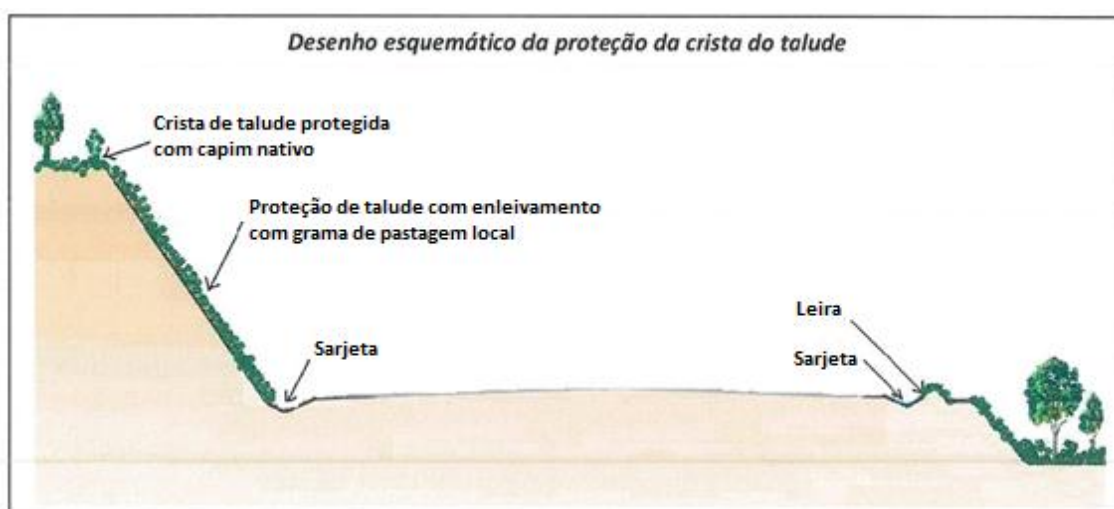 Desenho esquemático da proteção da crista do talude
Crista de talude protegida
com capim nativo
Proteção de talude com enleivamento
com grama de pastagem local
Sarjeta
Leira
Sarjeta